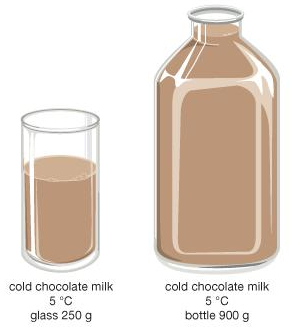 cold chocolate milk
5 °C
glass 250 g
cold chocolate milk
5 °C
bottle 900 g